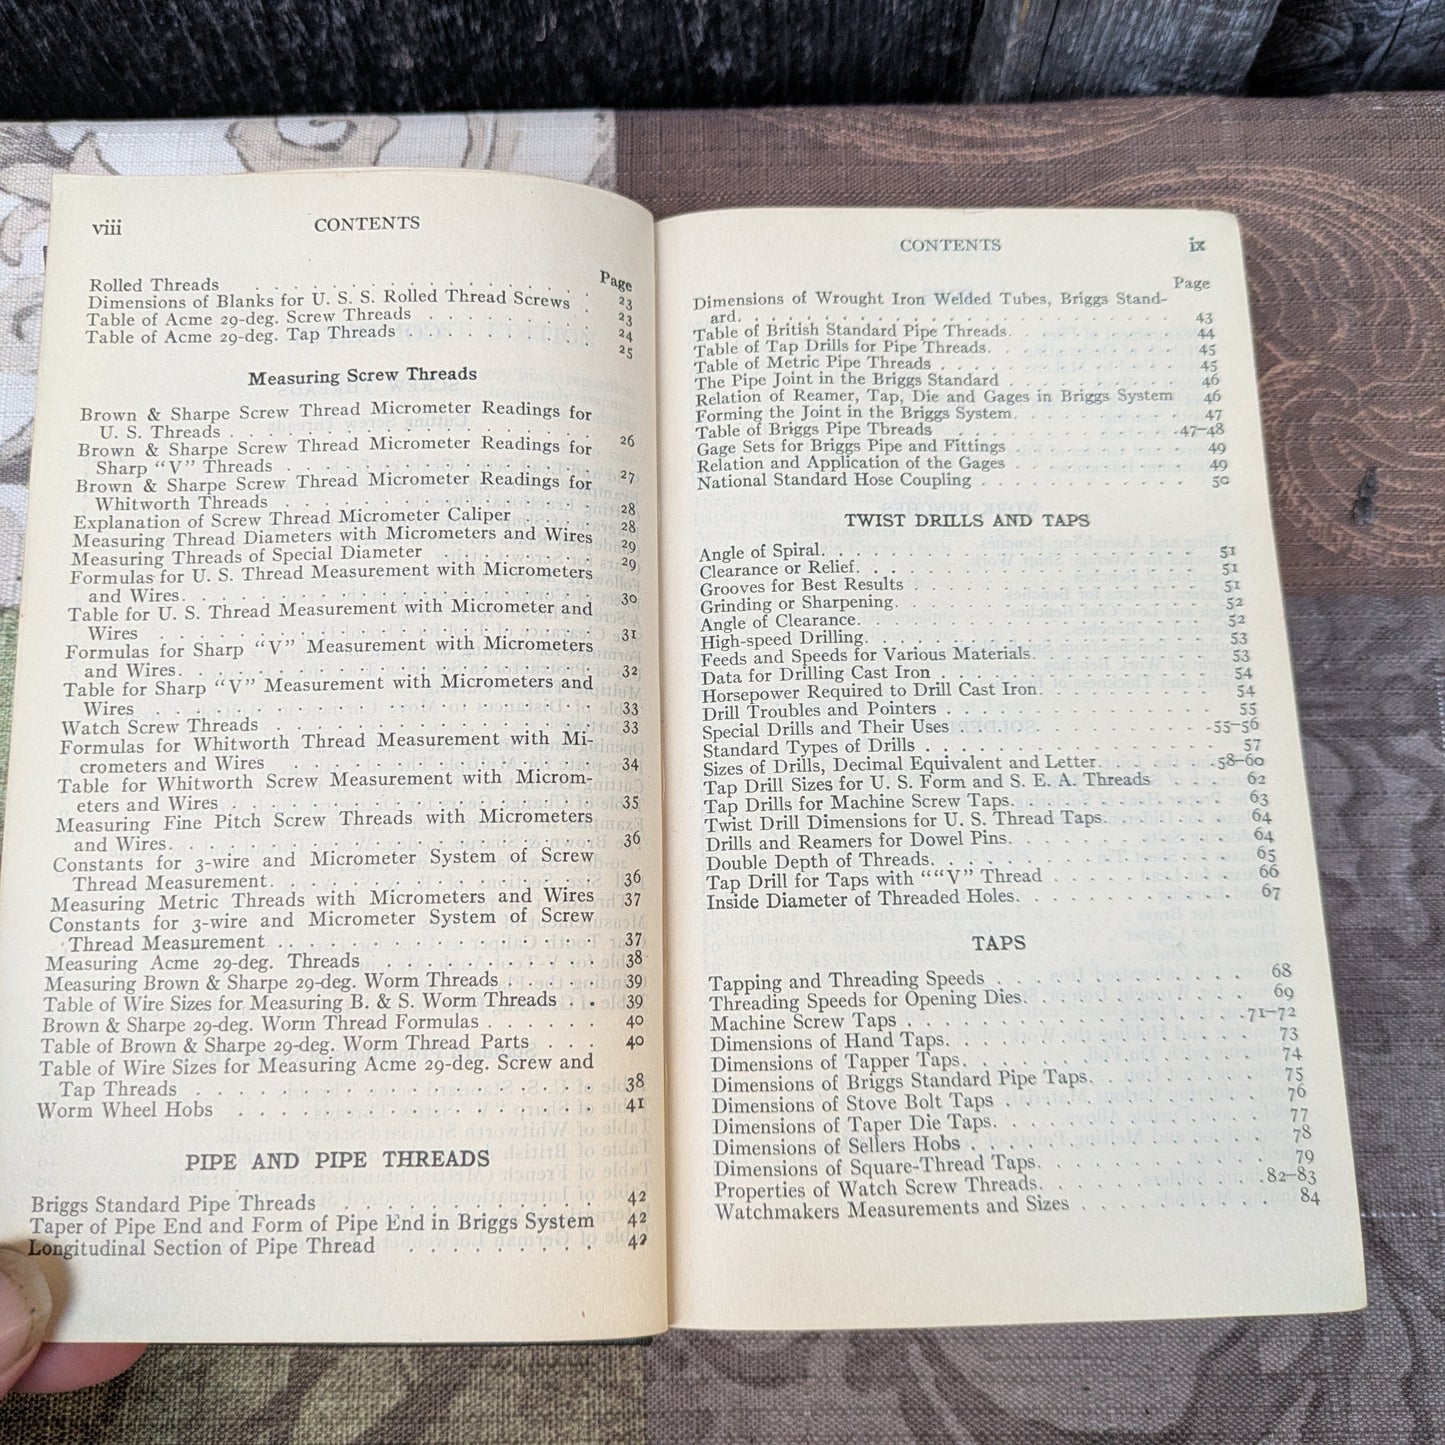 viii
CONTENTS
Page
Rolled Threads . . . . . . . . . . . . . . . . 23
Dimensions of Blanks for U. S. S. Rolled Thread Screws . 23
Table of Acme 29-deg. Screw Threads . . . . . . . . 24
Table of Acme 29-deg. Tap Threads . . . . . . . . . 25
Measuring Screw Threads
Brown & Sharpe Screw Thread Micrometer Readings for
U. S. Threads . . . . . . . . . . . . . . . . 26
Brown & Sharpe Screw Thread Micrometer Readings for
Sharp "V" Threads . . . . . . . . . . . . . . 27
Brown & Sharpe Screw Thread Micrometer Readings for
Whitworth Threads . . . . . . . . . . . . . . 28
Explanation of Screw Thread Micrometer Caliper . . . . 28
Measuring Thread Diameters with Micrometers and Wires 29
Measuring Threads of Special Diameter . . . . . . . 29
Formulas for U. S. Thread Measurement with Micrometers
and Wires. . . . . . . . . . . . . . . . . . 30
Table for U. S. Thread Measurement with Micrometer and
Wires . . . . . . . . . . . . . . . . . . . 31
Formulas for Sharp "V" Measurement with Micrometers
and Wires. . . . . . . . . . . . . . . . . . 32
Table for Sharp "V" Measurement with Micrometers and
Wires . . . . . . . . . . . . . . . . . . . 33
Watch Screw Threads . . . . . . . . . . . . . . 33
Formulas for Whitworth Thread Measurement with Mi-
crometers and Wires . . . . . . . . . . . . . 34
Table for Whitworth Screw Measurement with Microm-
eters and Wires . . . . . . . . . . . . . . . 35
Measuring Fine Pitch Screw Threads with Micrometers
and Wires. . . . . . . . . . . . . . . . . . 36
Constants for 3-wire and Micrometer System of Screw
Thread Measurement. . . . . . . . . . . . . . 36
Measuring Metric Threads with Micrometers and Wires 37
Constants for 3-wire and Micrometer System of Screw
Thread Measurement . . . . . . . . . . . . . 37
Measuring Acme 29-deg. Threads . . . . . . . . . . 38
Measuring Brown & Sharpe 29-deg. Worm Threads . . . . 39
Table of Wire Sizes for Measuring B. & S. Worm Threads . 39
Brown & Sharpe 29-deg. Worm Thread Formulas . . . . . . 40
Table of Brown & Sharpe 29-deg. Worm Thread Parts . . . 40
Table of Wire Sizes for Measuring Acme 29-deg. Screw and
Tap Threads . . . . . . . . . . . . . . . . . 38
Worm Wheel Hobs . . . . . . . . . . . . . . . . 41
PIPE AND PIPE THREADS
Briggs Standard Pipe Threads . . . . . . . . . . . 42
Taper of Pipe End and Form of Pipe End in Briggs System 42
Longitudinal Section of Pipe Thread . . . . . . . . . 42
CONTENTS
ix
Page
Dimensions of Wrought Iron Welded Tubes, Briggs Stand-
ard. . . . . . . . . . . . . . . . . . . . . 43
Table of British Standard Pipe Threads. . . . . . . . . 44
Table of Tap Drills for Pipe Threads. . . . . . . . . . 45
Table of Metric Pipe Threads . . . . . . . . . . . . 45
The Pipe Joint in the Briggs Standard . . . . . . . . . 46
Relation of Reamer, Tap, Die and Gages in Briggs System 46
Forming the Joint in the Briggs System. . . . . . . . . 47
Table of Briggs Pipe Threads . . . . . . . . . . . 47–48
Gage Sets for Briggs Pipe and Fittings . . . . . . . . 49
Relation and Application of the Gages . . . . . . . . 49
National Standard Hose Coupling . . . . . . . . . . . 50
TWIST DRILLS AND TAPS
Angle of Spiral. . . . . . . . . . . . . . . . . . 51
Clearance or Relief. . . . . . . . . . . . . . . . . 51
Grooves for Best Results . . . . . . . . . . . . . . 51
Grinding or Sharpening. . . . . . . . . . . . . . . 52
Angle of Clearance. . . . . . . . . . . . . . . . . 52
High-speed Drilling. . . . . . . . . . . . . . . . . 53
Feeds and Speeds for Various Materials. . . . . . . . . 53
Data for Drilling Cast Iron . . . . . . . . . . . . . 54
Horsepower Required to Drill Cast Iron. . . . . . . . . 54
Drill Troubles and Pointers . . . . . . . . . . . . . 55
Special Drills and Their Uses . . . . . . . . . . . 55–56
Standard Types of Drills . . . . . . . . . . . . . . 57
Sizes of Drills, Decimal Equivalent and Letter. . . . . 58–60
Tap Drill Sizes for U. S. Form and S. E. A. Threads 62
Tap Drills for Machine Screw Taps. . . . . . . . . . . 63
Twist Drill Dimensions for U. S. Thread Taps. . . . . . 64
Drills and Reamers for Dowel Pins. . . . . . . . . . . 64
Double Depth of Threads. . . . . . . . . . . . . . . 65
Tap Drill for Taps with ""V" Thread . . . . . . . . . 66
Inside Diameter of Threaded Holes. . . . . . . . . . . 67
TAPS
Tapping and Threading Speeds . . . . . . . . . . . . 68
Threading Speeds for Opening Dies. . . . . . . . . . . 69
Machine Screw Taps . . . . . . . . . . . . . . . 71–72
Dimensions of Hand Taps. . . . . . . . . . . . . . . 73
Dimensions of Tapper Taps. . . . . . . . . . . . . . 74
Dimensions of Briggs Standard Pipe Taps. . . . . . . . 75
Dimensions of Stove Bolt Taps . . . . . . . . . . . . 76
Dimensions of Taper Die Taps. . . . . . . . . . . . . 77
Dimensions of Sellers Hobs . . . . . . . . . . . . . 78
Dimensions of Square-Thread Taps. . . . . . . . . . . 79
Properties of Watch Screw Threads. . . . . . . . . . 82–83
Watchmakers Measurements and Sizes . . . . . . . . . 84